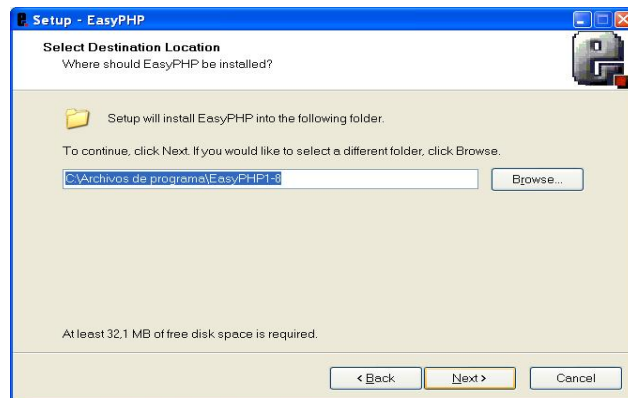 Setup - EasyPHP
Select Destination Location
Where should EasyPHP be installed?
Setup will install EasyPHP into the following folder.
To continue, click Next. If you would like to select a different folder, click Browse.
C:\Archivos de programa\EasyPHP1-8
Browse...
At least 32,1 MB of free disk space is required.
< Back
Next >
Cancel